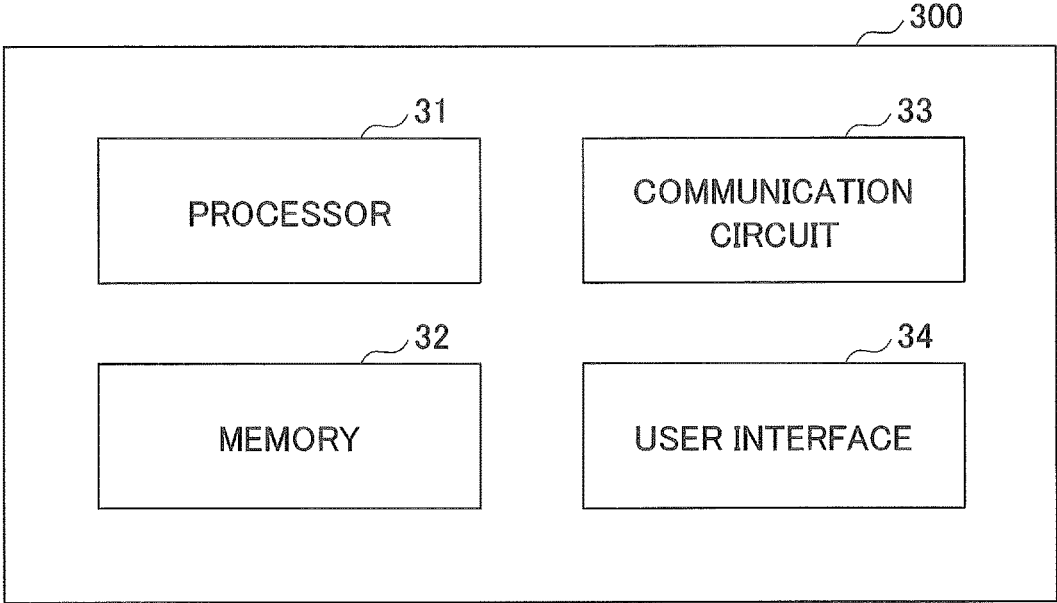 300
31
PROCESSOR
33
COMMUNICATION
CIRCUIT
32
MEMORY
34
USER INTERFACE